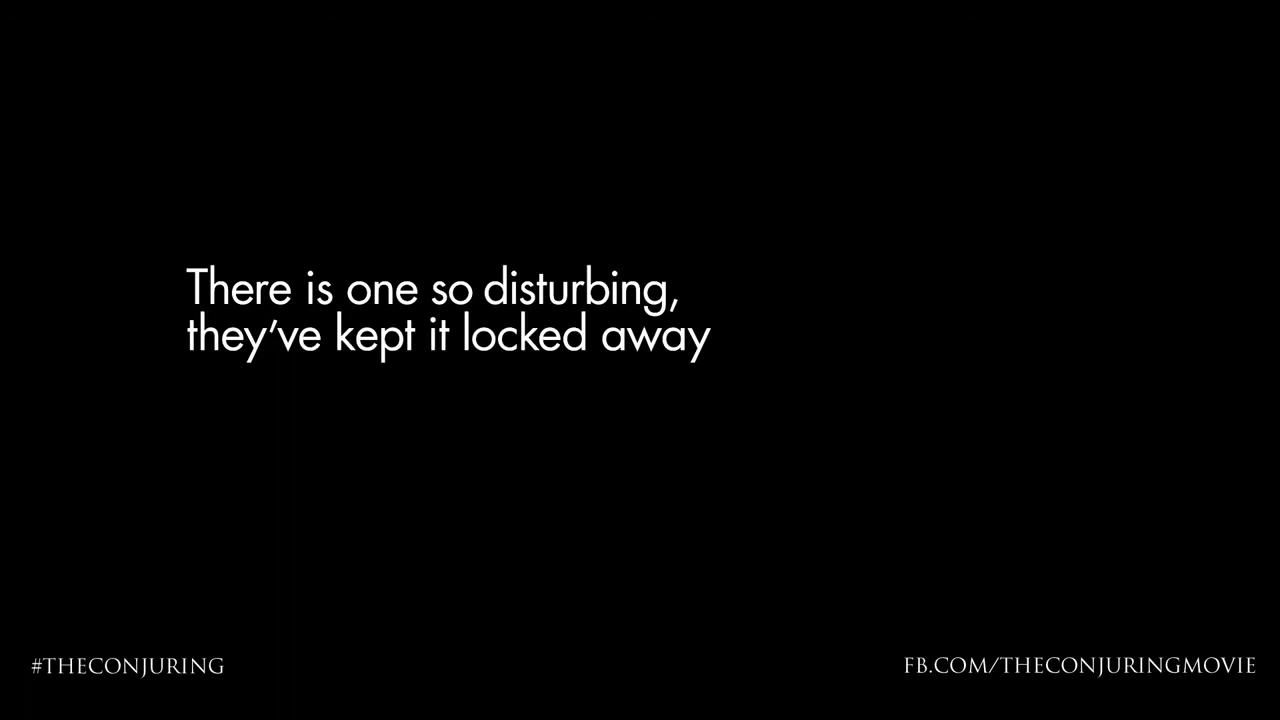 There is one so disturbing,
they've kept it locked away
#THECONJURING
FB.COM/THECONJURINGMOVIE